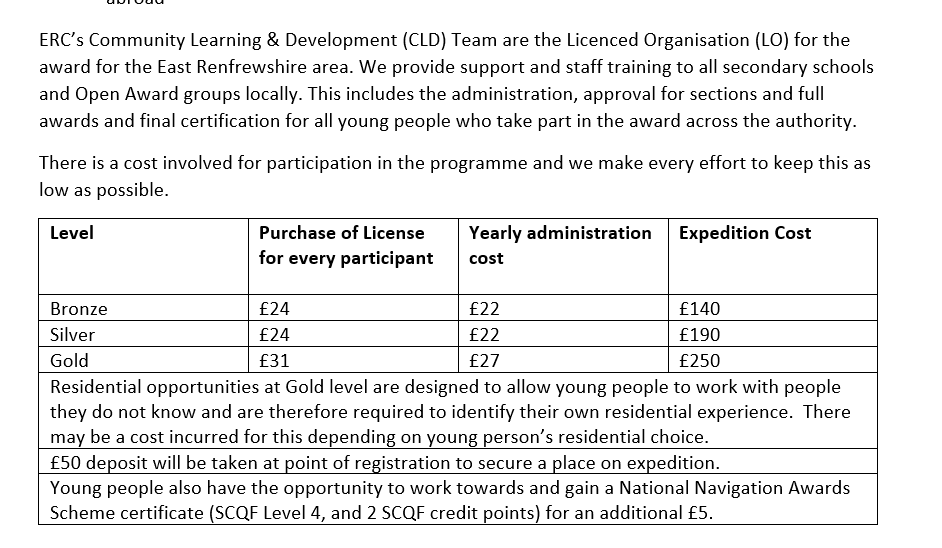 abroad
ERC's Community Learning & Development (CLD) Team are the Licenced Organisation (LO) for the
award for the East Renfrewshire area. We provide support and staff training to all secondary schools
and Open Award groups locally. This includes the administration, approval for sections and full
awards and final certification for all young people who take part in the award across the authority.
There is a cost involved for participation in the programme and we make every effort to keep this as
low as possible.
Level Purchase of License for every participant Yearly administration cost Expedition Cost
Bronze £24 £22 £140
Silver £24 £22 £190
Gold £31 £27 £250
Residential opportunities at Gold level are designed to allow young people to work with people
they do not know and are therefore required to identify their own residential experience.  There
may be a cost incurred for this depending on young person's residential choice.
£50 deposit will be taken at point of registration to secure a place on expedition.
Young people also have the opportunity to work towards and gain a National Navigation Awards
Scheme certificate (SCQF Level 4, and 2 SCQF credit points) for an additional £5.